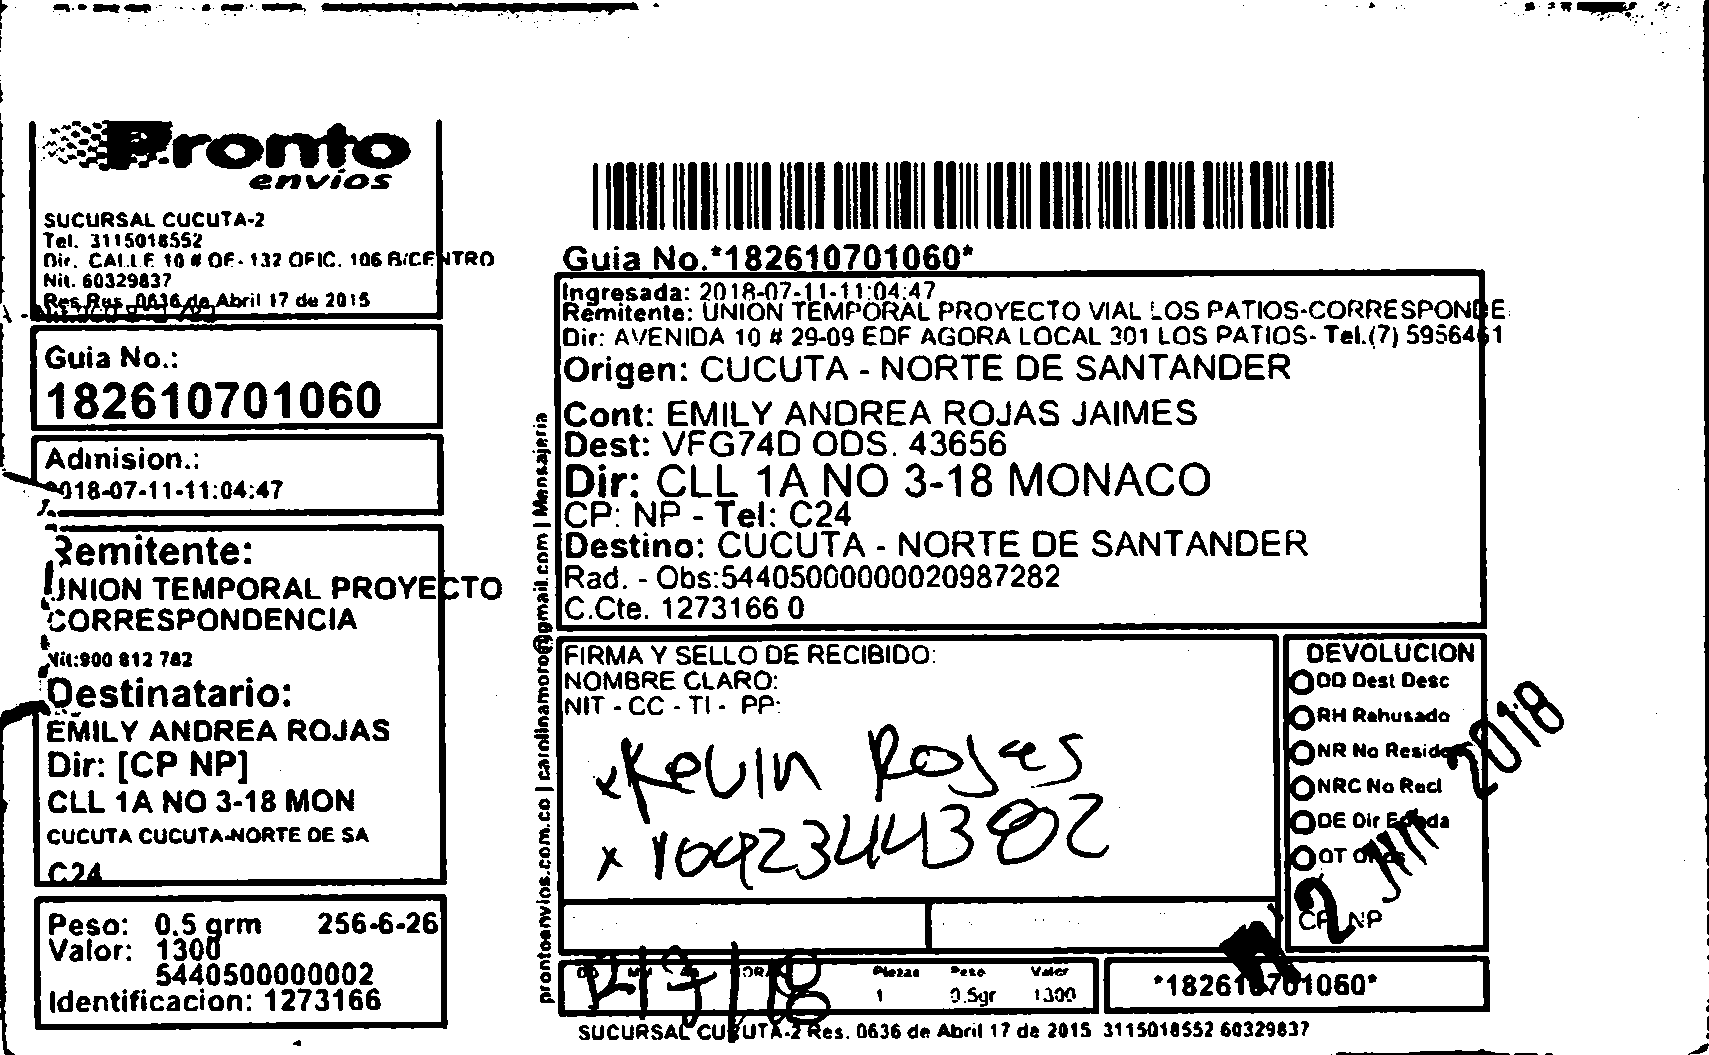 Pronto
envios
SUCURSAL CUCUTA-2
Tel. 3115018552
Dir. CALLE 10 # OE- 132 OFIC. 106 B/CENTRO
Nit. 60329837
Res.Rus. 0636 de Abril 17 de 2015
Guia No.:
182610701060
Admision.:
2018-07-11-11:04:47
Remitente:
UNION TEMPORAL PROYECTO
CORRESPONDENCIA
Nit:900 812 782
Destinatario:
EMILY ANDREA ROJAS
Dir: [CP NP]
CLL 1A NO 3-18 MON
CUCUTA CUCUTA-NORTE DE SA
C24
Peso: 0.5 grm 256-6-26
Valor: 1300
5440500000002
Identificacion: 1273166
prontoenvios.com.co | carolinamoro@gmail.com | Mensajeria
Guia No.*182610701060*
Ingresada: 2018-07-11-11:04:47
Remitente: UNION TEMPORAL PROYECTO VIAL LOS PATIOS-CORRESPONDE
Dir: AVENIDA 10 # 29-09 EDF AGORA LOCAL 301 LOS PATIOS- Tel.(7) 5956461
Origen: CUCUTA - NORTE DE SANTANDER
Cont: EMILY ANDREA ROJAS JAIMES
Dest: VFG74D ODS. 43656
Dir: CLL 1A NO 3-18 MONACO
CP: NP - Tel: C24
Destino: CUCUTA - NORTE DE SANTANDER
Rad. - Obs:54405000000020987282
C.Cte. 1273166 0
FIRMA Y SELLO DE RECIBIDO:
NOMBRE CLARO:
NIT - CC - TI - PP:
x Kevin Rojas
x 1092344382
DEVOLUCION
DD Dest Desc
RH Rehusado
NR No Reside
NRC No Recl
DE Dir Errada
OT Otros
CP NP
2 2018
12/7/18
Piezas Peso Valer
1 0.5gr 1300
*182610701060*
SUCURSAL CUCUTA-2 Res. 0636 de Abril 17 de 2015 3115018552 60329837